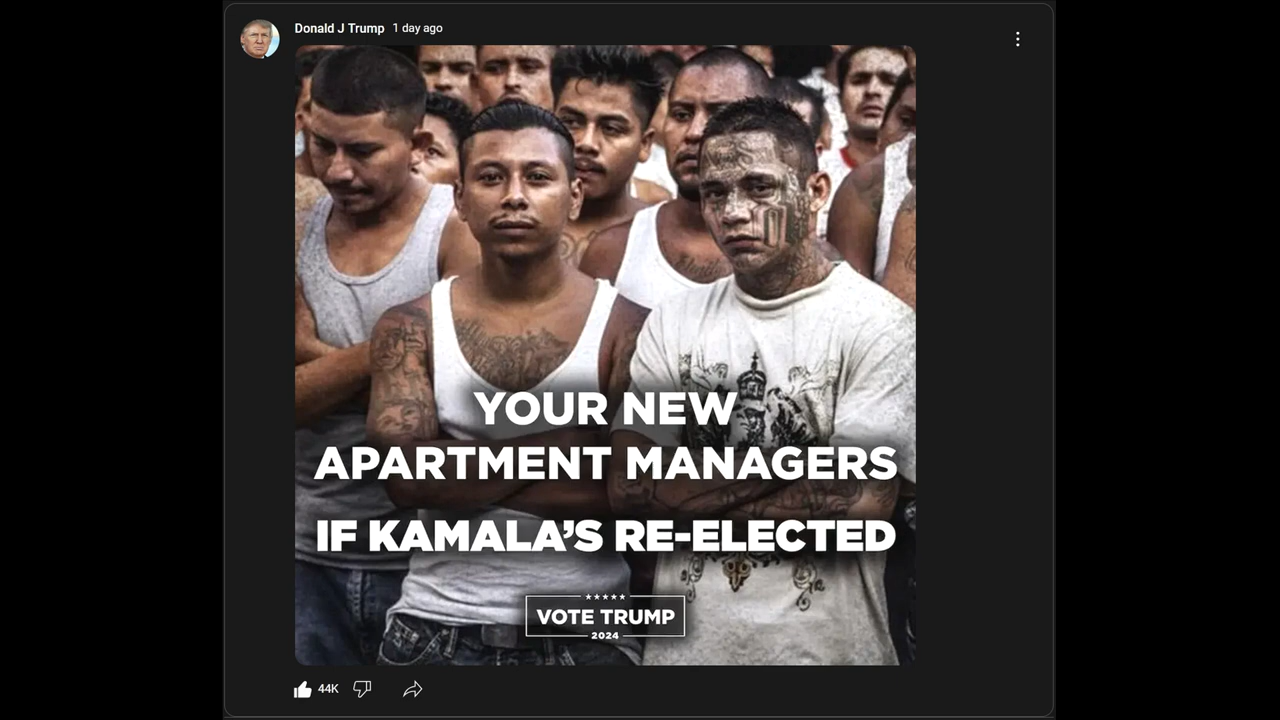 Donald J Trump 1 day ago
YOUR NEW
APARTMENT MANAGERS
IF KAMALA'S RE-ELECTED
VOTE TRUMP
2024
44K